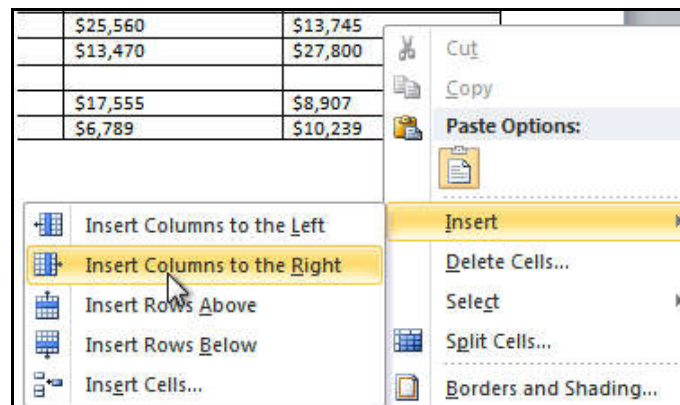 $25,560 $13,745
$13,470 $27,800
$17,555 $8,907
$6,789 $10,239
Cut
Copy
Paste Options:
Insert
Delete Cells...
Select
Split Cells...
Borders and Shading...
Insert Columns to the Left
Insert Columns to the Right
Insert Rows Above
Insert Rows Below
Insert Cells...